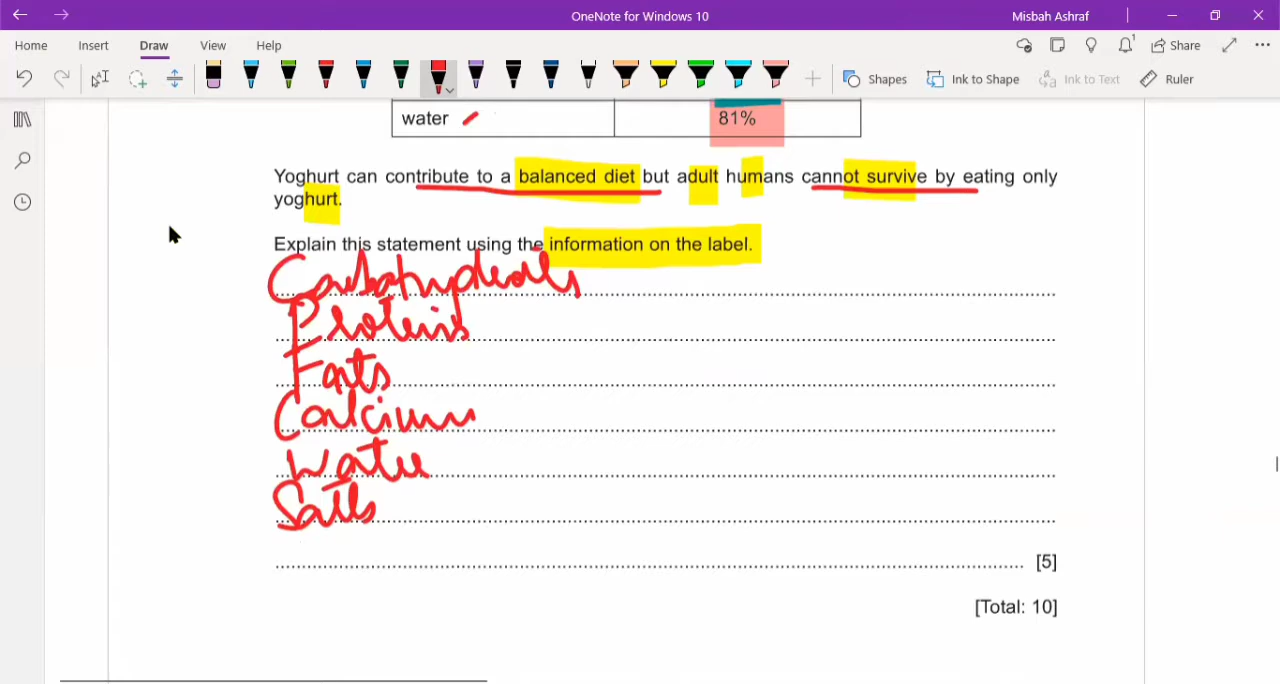 OneNote for Windows 10
Misbah Ashraf
Home Insert Draw View Help
Share
Shapes Ink to Shape Ink to Text Ruler
water 81%
Yoghurt can contribute to a balanced diet but adult humans cannot survive by eating only
yoghurt.
Explain this statement using the information on the label.
Carbohydrates
Proteins
Fats
Calcium
Water
Salts
[5]
[Total: 10]